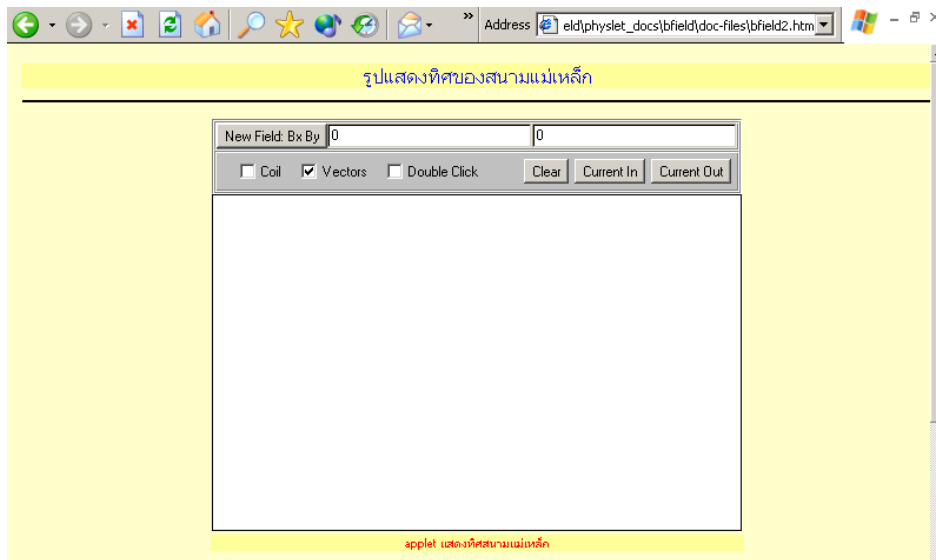 » Address eld\physlet_docs\bfield\doc-files\bfield2.htm
รูปแสดงทิศของสนามแม่เหล็ก
New Field: Bx By 0 0
Coil Vectors Double Click Clear Current In Current Out
applet แสดงทิศสนามแม่เหล็ก